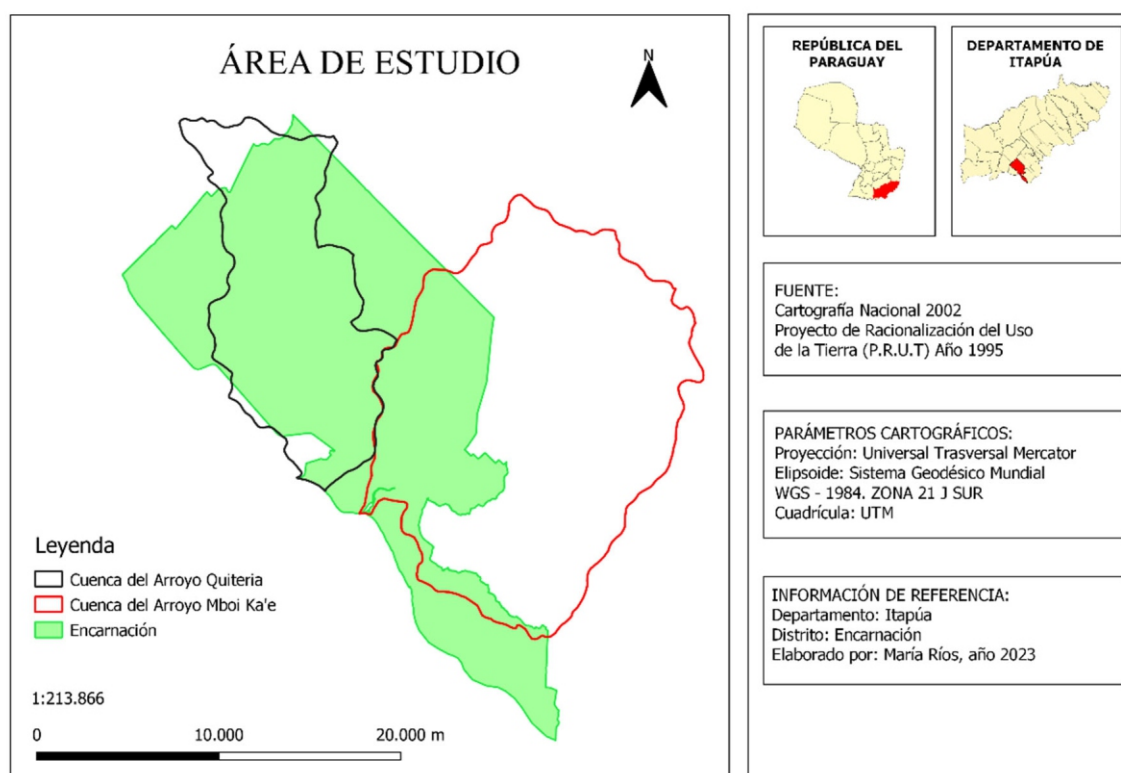 ÁREA DE ESTUDIO
N
Leyenda
Cuenca del Arroyo Quiteria
Cuenca del Arroyo Mboi Ka'e
Encarnación
1:213.866
0 10.000 20.000 m
REPÚBLICA DEL
PARAGUAY
DEPARTAMENTO DE
ITAPÚA
FUENTE:
Cartografía Nacional 2002
Proyecto de Racionalización del Uso
de la Tierra (P.R.U.T) Año 1995
PARÁMETROS CARTOGRÁFICOS:
Proyección: Universal Trasversal Mercator
Elipsoide: Sistema Geodésico Mundial
WGS - 1984. ZONA 21 J SUR
Cuadrícula: UTM
INFORMACIÓN DE REFERENCIA:
Departamento: Itapúa
Distrito: Encarnación
Elaborado por: María Ríos, año 2023